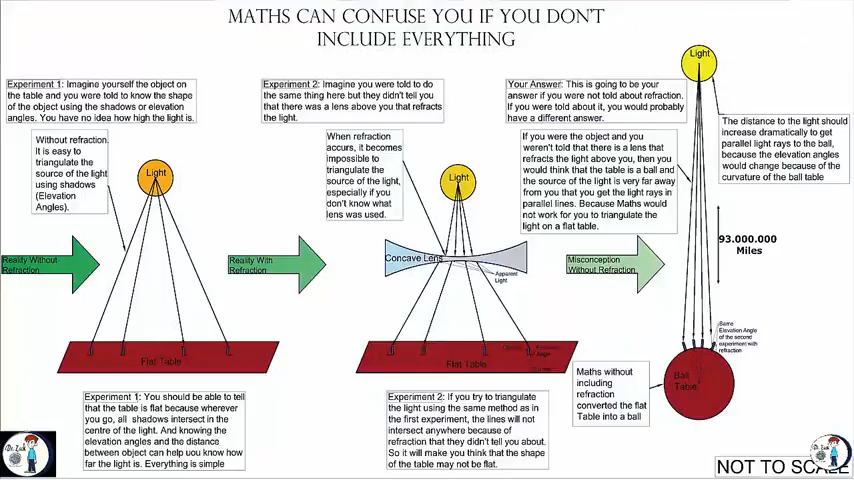 MATHS CAN CONFUSE YOU IF YOU DON'T
INCLUDE EVERYTHING
Experiment 1: Imagine yourself the object on
the table and you were told to know the shape
of the object using the shadows or elevation
angles. You have no idea how high the light is.
Experiment 2: Imagine you were told to do
the same thing here but they didn't tell you
that there was a lens above you that refracts
the light.
Your Answer: This is going to be your
answer if you were not told about refraction.
If you were told about it, you would probably
have a different answer.
Light
The distance to the light should
increase dramatically to get
parallel light rays to the ball,
because the elevation angles
would change because of the
curvature of the ball table
Without refraction.
It is easy to
triangulate the
source of the light
using shadows
(Elevation
Angles).
Light
When refraction
occurs, it becomes
impossible to
triangulate the
source of the light,
especially if you
don't know what
lens was used.
Light
If you were the object and you
weren't told that there is a lens that
refracts the light above you, then you
would think that the table is a ball and
the source of the light is very far away
from you that you get the light rays in
parallel lines. Because Maths would
not work for you to triangulate the
light on a flat table.
93.000.000
Miles
Reality Without
Refraction
Reality With
Refraction
Concave Lens
Apparent
Light
Misconception
Without Refraction
Same
Elevation Angle
of the second
experiment with
refraction
Flat Table
Flat Table
Angle
Ball
Table
Maths without
including
refraction
converted the flat
Table into a ball
Experiment 1: You should be able to tell
that the table is flat because wherever
you go, all shadows intersect in the
centre of the light. And knowing the
elevation angles and the distance
between object can help uou know how
far the light is. Everything is simple
Experiment 2: If you try to triangulate
the light using the same method as in
the first experiment, the lines will not
intersect anywhere because of
refraction that they didn't tell you about.
So it will make you think that the shape
of the table may not be flat.
NOT TO SCALE